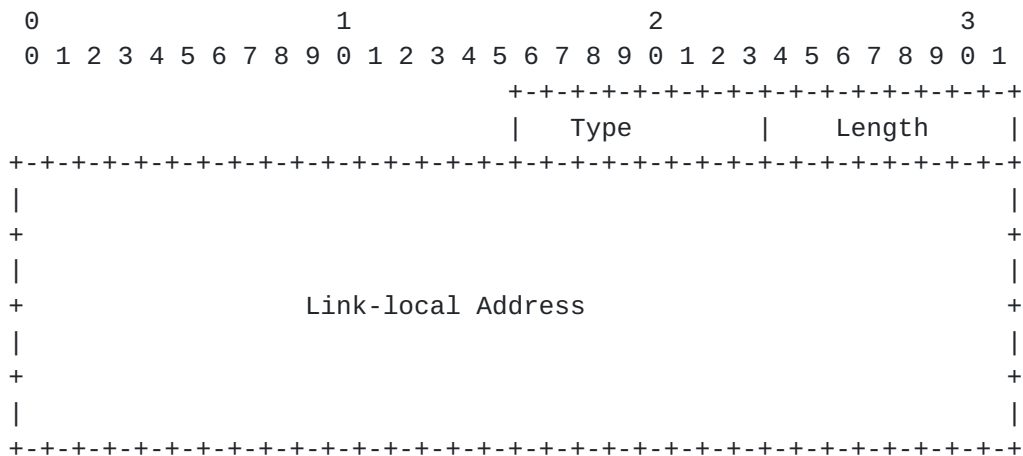 0                   1                   2                   3
0 1 2 3 4 5 6 7 8 9 0 1 2 3 4 5 6 7 8 9 0 1 2 3 4 5 6 7 8 9 0 1
                               +-+-+-+-+-+-+-+-+-+-+-+-+-+-+-+-+
                               |   Type        |    Length     |
+-+-+-+-+-+-+-+-+-+-+-+-+-+-+-+-+-+-+-+-+-+-+-+-+-+-+-+-+-+-+-+-+
|                                                               |
+                                                               +
|                                                               |
+                  Link-local Address                           +
|                                                               |
+                                                               +
|                                                               |
+-+-+-+-+-+-+-+-+-+-+-+-+-+-+-+-+-+-+-+-+-+-+-+-+-+-+-+-+-+-+-+-+